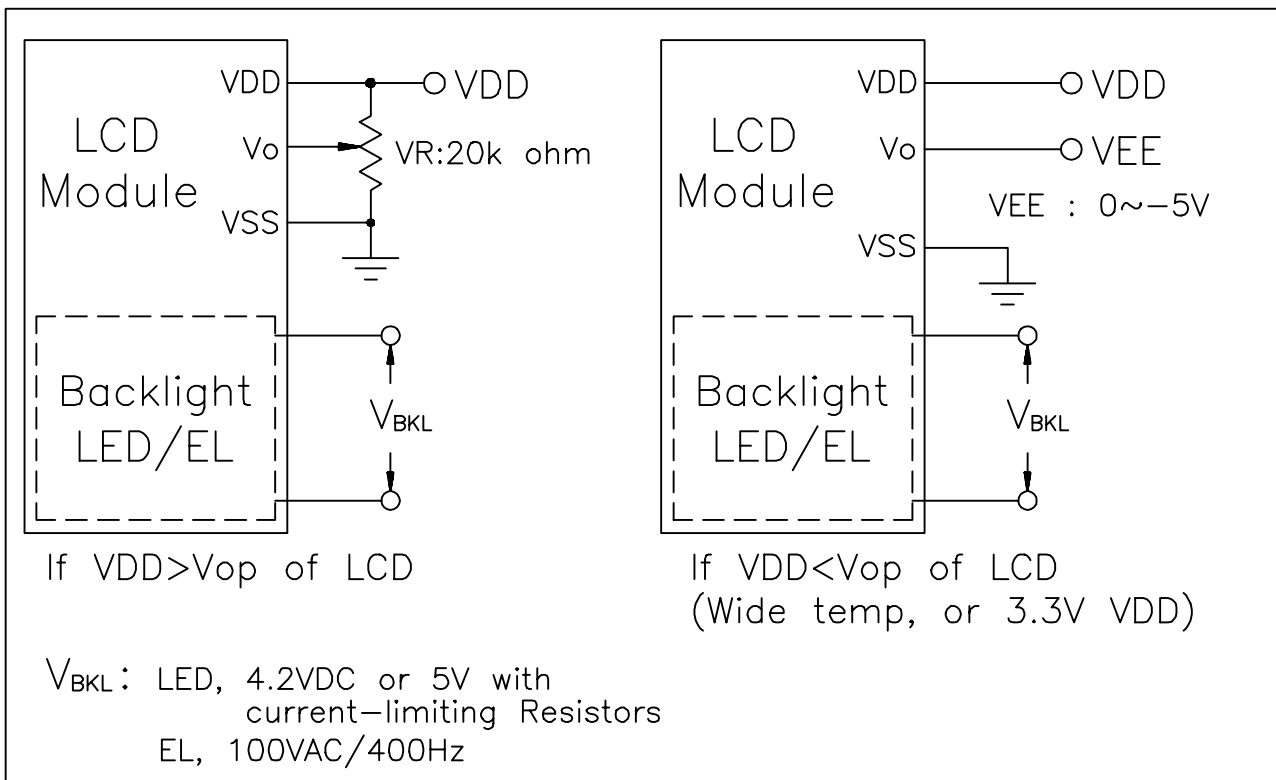 VDD
VDD
LCD
Module
Vo
VR:20k ohm
VSS
Backlight
LED/EL
VBKL
If VDD>Vop of LCD
VDD
VDD
LCD
Module
Vo
VEE
VEE : 0~-5V
VSS
Backlight
LED/EL
VBKL
If VDD<Vop of LCD
(Wide temp, or 3.3V VDD)
VBKL: LED, 4.2VDC or 5V with
current-limiting Resistors
EL, 100VAC/400Hz